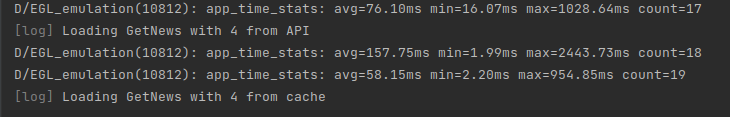 D/EGL_emulation(10812): app_time_stats: avg=76.10ms min=16.07ms max=1028.64ms count=17
[log] Loading GetNews with 4 from API
D/EGL_emulation(10812): app_time_stats: avg=157.75ms min=1.99ms max=2443.73ms count=18
D/EGL_emulation(10812): app_time_stats: avg=58.15ms min=2.20ms max=954.85ms count=19
[log] Loading GetNews with 4 from cache